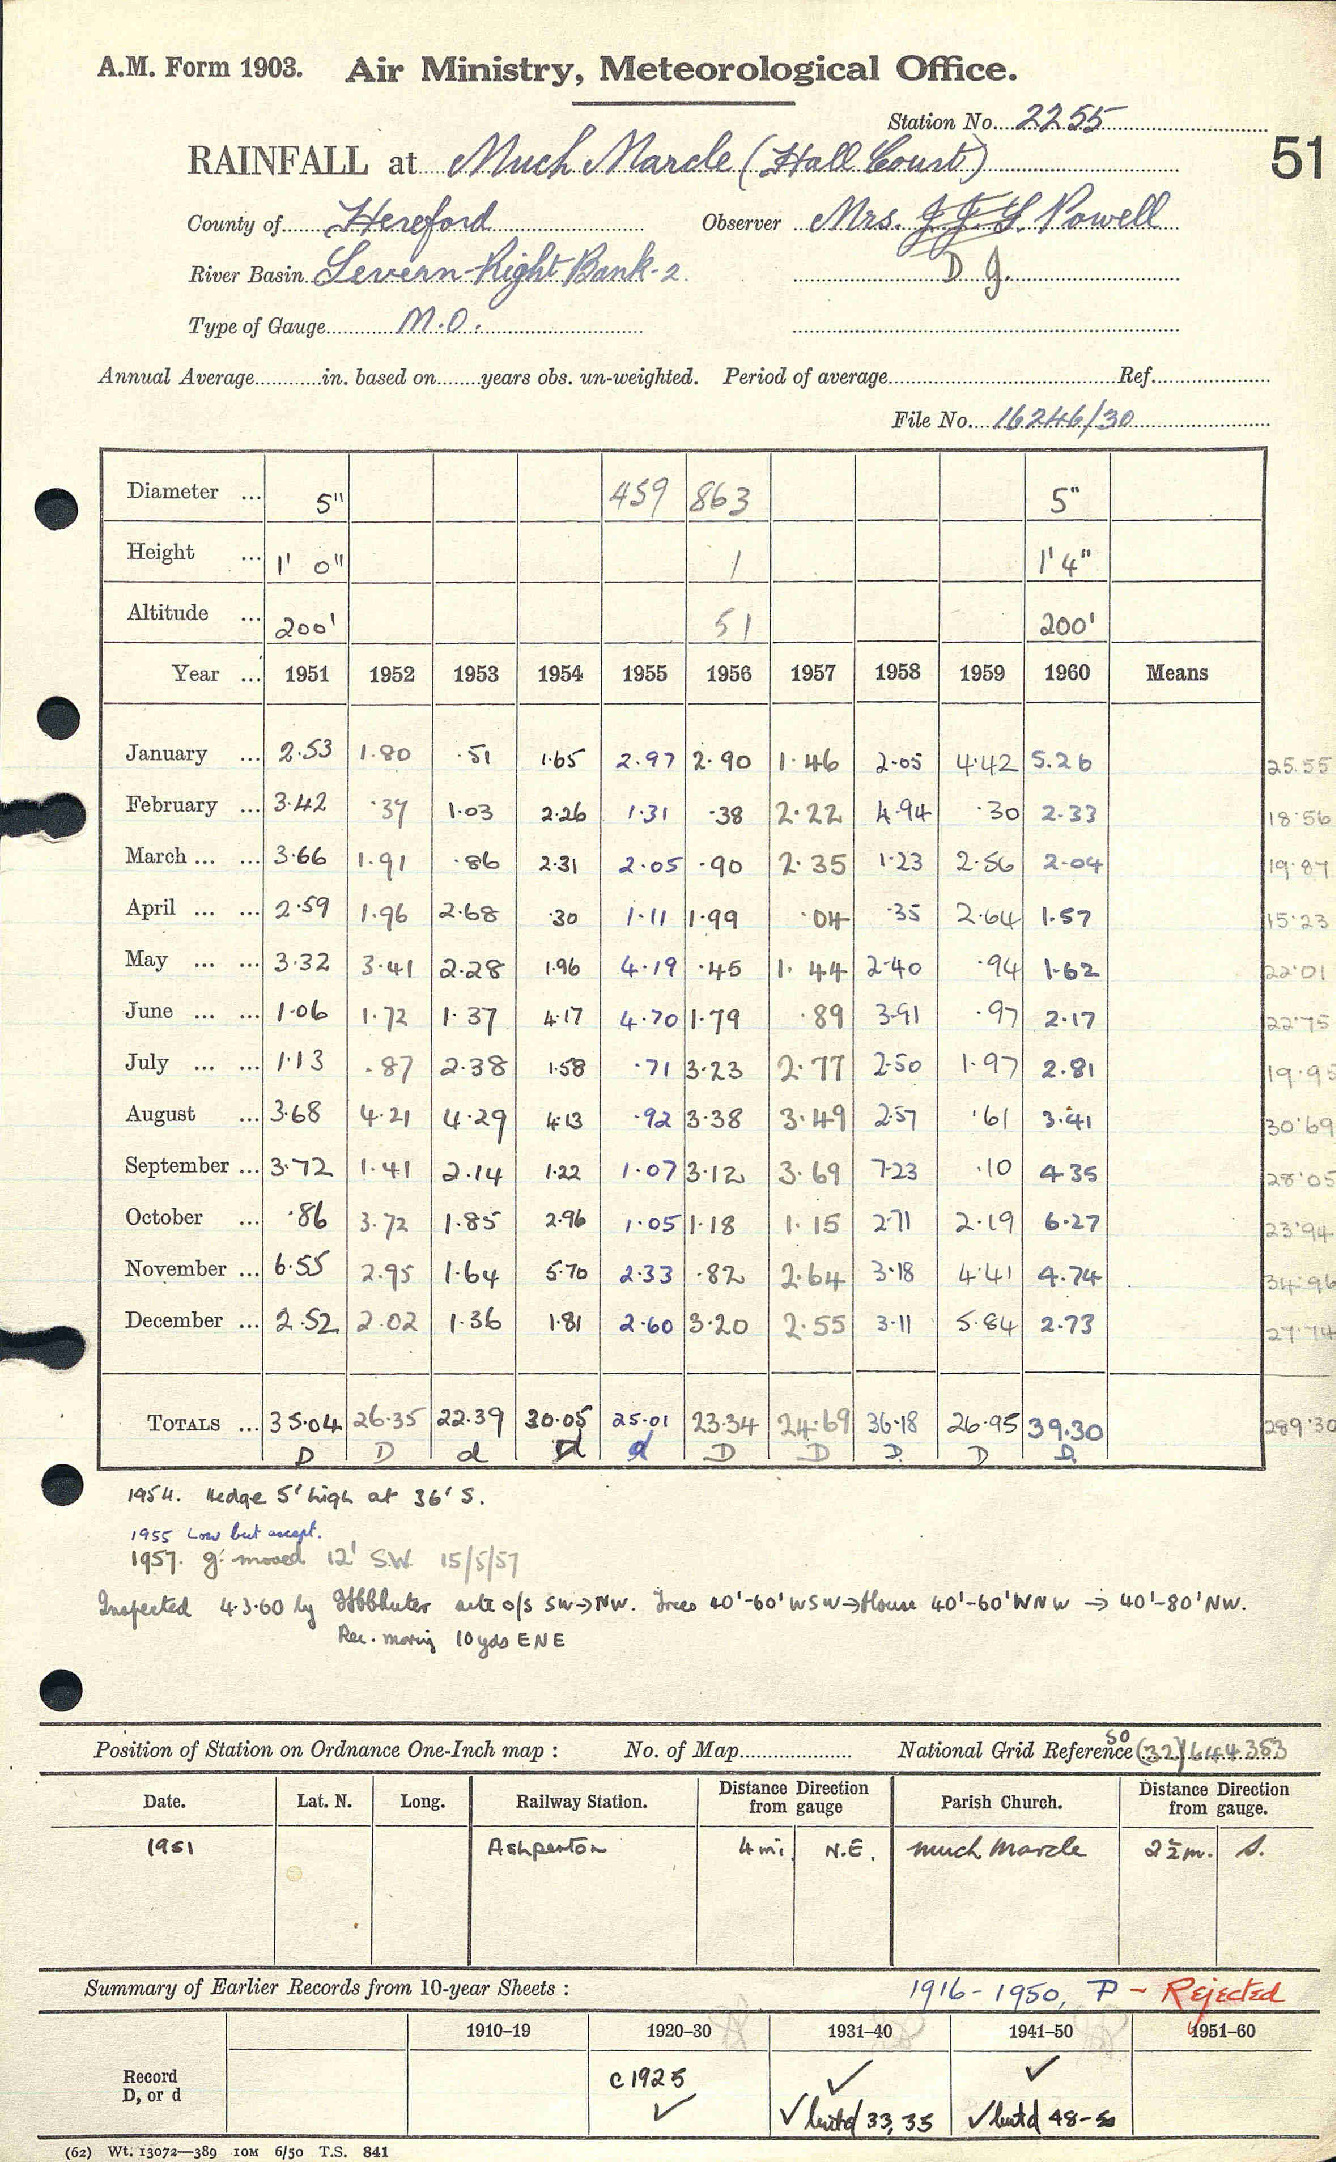 A.M. Form 1903. Air Ministry, Meteorological Office.
Station No. 2255
51
RAINFALL at Much Marcle (Hall Court)
County of Hereford Observer Mrs. J. J. G. Powell
River Basin Severn-Right Bank-2. D J.
Type of Gauge M.O.
Annual Average in. based on years obs. un-weighted. Period of average Ref.
File No. 16246/30
Diameter ... 5" 459 863 5"
Height ... 1' 0" 1 1' 4"
Altitude ... 200' 51 200'
Year ... 1951 1952 1953 1954 1955 1956 1957 1958 1959 1960 Means
January ... 2.53 1.80 .51 1.65 2.97 2.90 1.46 2.05 4.42 5.26 25.55
February ... 3.42 .37 1.03 2.26 1.31 .38 2.22 4.94 .30 2.33 18.56
March ... ... 3.66 1.91 .86 2.31 2.05 .90 2.35 1.23 2.56 2.04 19.87
April ... ... 2.59 1.96 2.68 .30 1.11 1.99 .04 .35 2.64 1.57 15.23
May ... ... 3.32 3.41 2.28 1.96 4.19 .45 1.44 2.40 .94 1.62 22.01
June ... ... 1.06 1.72 1.37 4.17 4.70 1.79 .89 3.91 .97 2.17 22.75
July ... ... 1.13 .87 2.38 1.58 .71 3.23 2.77 2.50 1.97 2.81 19.95
August ... 3.68 4.21 4.29 4.13 .92 3.38 3.49 2.57 .61 3.41 30.69
September ... 3.72 1.41 2.14 1.22 1.07 3.12 3.69 7.23 .10 4.35 28.05
October ... .86 3.72 1.85 2.96 1.05 1.18 1.15 2.71 2.19 6.27 23.94
November ... 6.55 2.95 1.64 5.70 2.33 .82 2.64 3.18 4.41 4.74 34.96
December ... 2.52 2.02 1.36 1.81 2.60 3.20 2.55 3.11 5.84 2.73 27.74
TOTALS ... 35.04 26.35 22.39 30.05 25.01 23.34 24.69 36.18 26.95 39.30 289.30
D D d d d D D D D D
1954. Hedge 5' high at 36' S.
1955 Low but accept.
1957. g. moved 12' SW 15/5/57
Inspected 4.3.60 by o/s SW→NW. Trees 40'-60' WSW→House 40'-60' WNW → 40'-80' NW.
Rec. moving 10yds ENE
Position of Station on Ordnance One-Inch map : No. of Map National Grid Reference SO (32) 644353
Date. Lat. N. Long. Railway Station. Distance Direction from gauge Parish Church. Distance Direction from gauge.
1951 Ashperton 4mi. N.E. Much Marcle 2½m. S.
Summary of Earlier Records from 10-year Sheets : 1916-1950, P - Rejected
1910–19 1920–30 1931–40 1941–50 1951–60
Record D, or d
c1925 ✓ ✓
✓ ✓ but d 33, 35 ✓ but d 48-50
(62) Wt. 13072—389 10M 6/50 T.S. 841